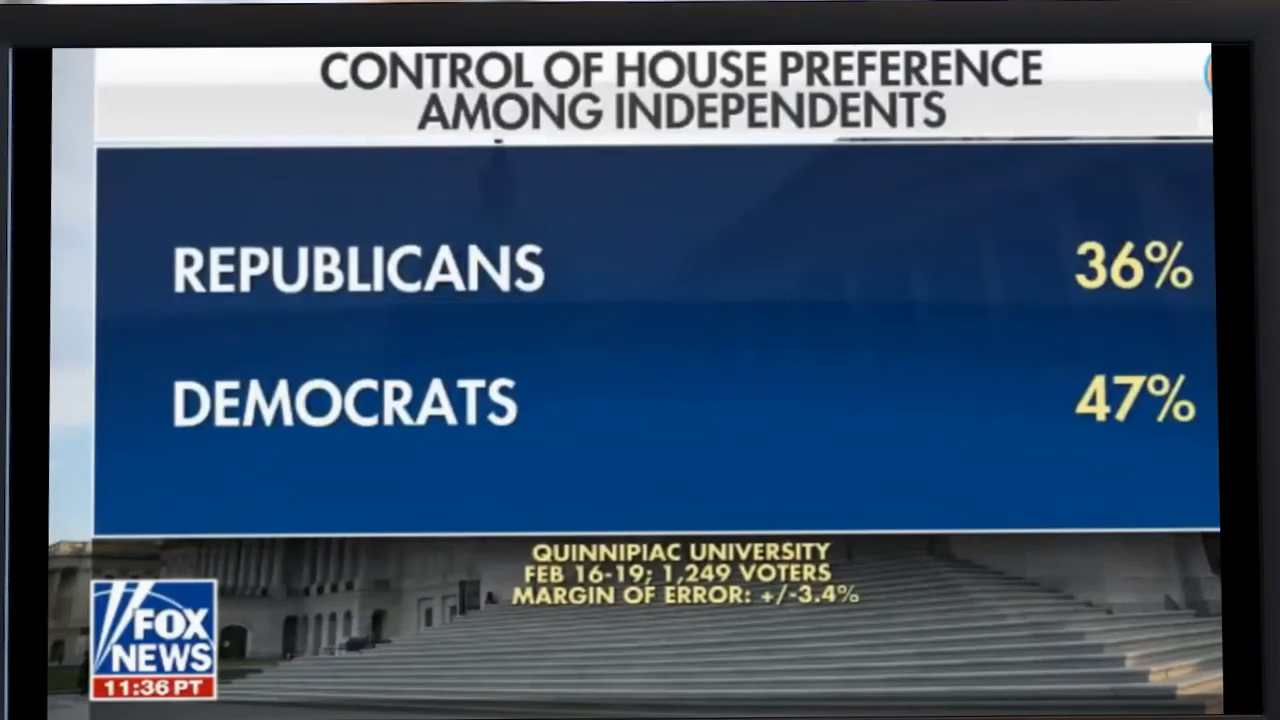 CONTROL OF HOUSE PREFERENCE
AMONG INDEPENDENTS
REPUBLICANS 36%
DEMOCRATS 47%
QUINNIPIAC UNIVERSITY
FEB 16-19; 1,249 VOTERS
MARGIN OF ERROR: +/-3.4%
FOX
NEWS
11:36 PT